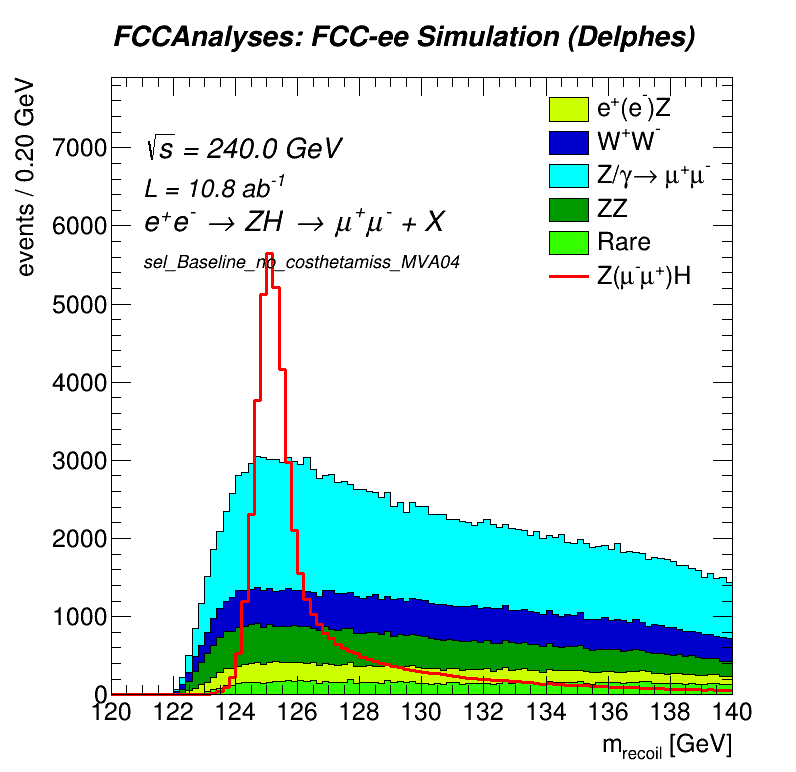 FCCAnalyses: FCC-ee Simulation (Delphes)
events / 0.20 GeV
7000
6000
5000
4000
3000
2000
1000
0
√s = 240.0 GeV
L = 10.8 ab⁻¹
e⁺e⁻ → ZH → μ⁺μ⁻ + X
sel_Baseline_no_costhetamiss_MVA04
e⁺(e⁻)Z
W⁺W⁻
Z/γ→ μ⁺μ⁻
ZZ
Rare
Z(μ⁻μ⁺)H
120 122 124 126 128 130 132 134 136 138 140
m_recoil [GeV]